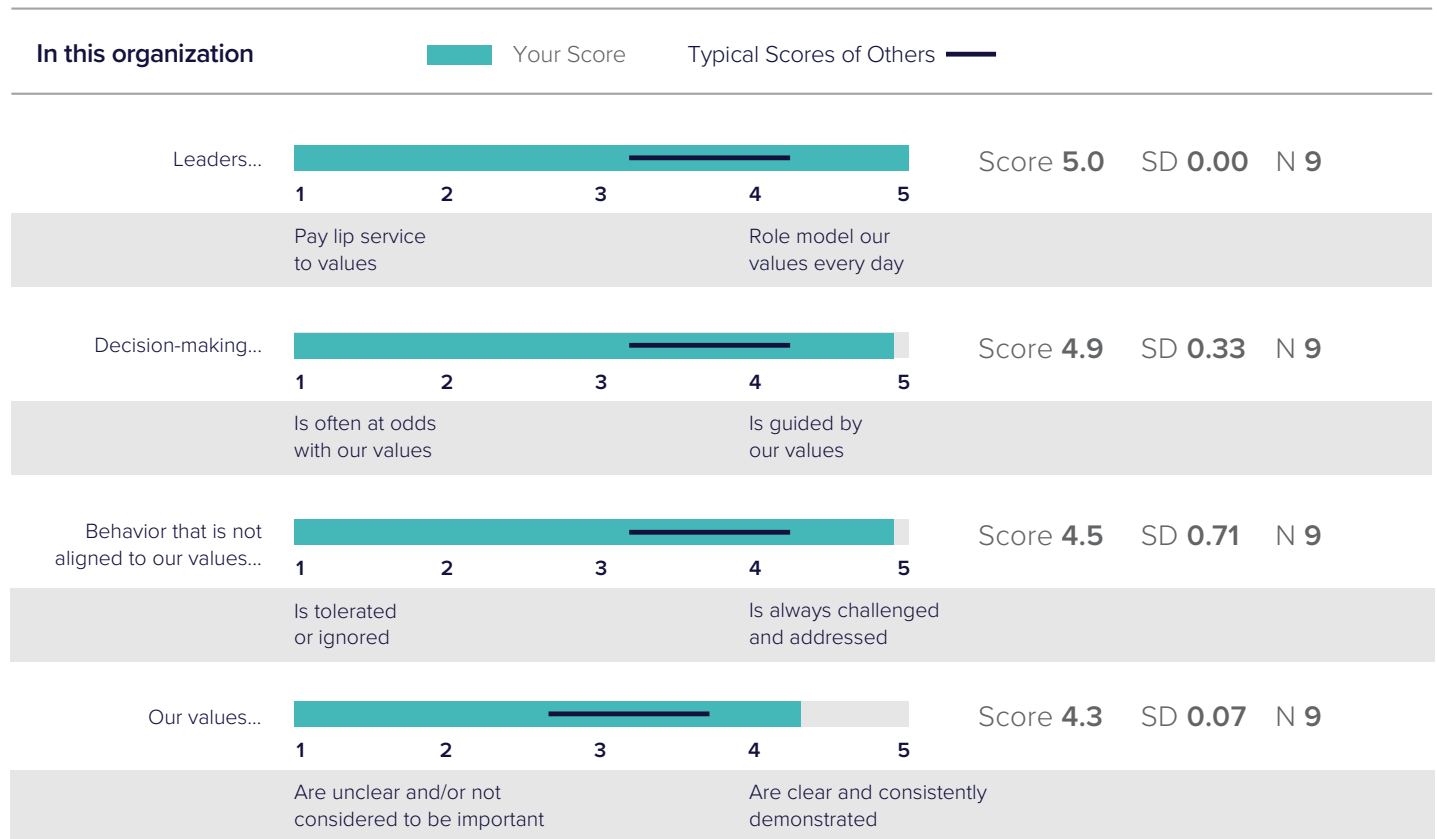 In this organization Your Score Typical Scores of Others
Leaders... Score 5.0 SD 0.00 N 9
1 2 3 4 5
Pay lip service Role model our
to values values every day
Decision-making... Score 4.9 SD 0.33 N 9
1 2 3 4 5
Is often at odds Is guided by
with our values our values
Behavior that is not Score 4.5 SD 0.71 N 9
aligned to our values... 1 2 3 4 5
Is tolerated Is always challenged
or ignored and addressed
Our values... Score 4.3 SD 0.07 N 9
1 2 3 4 5
Are unclear and/or not Are clear and consistently
considered to be important demonstrated